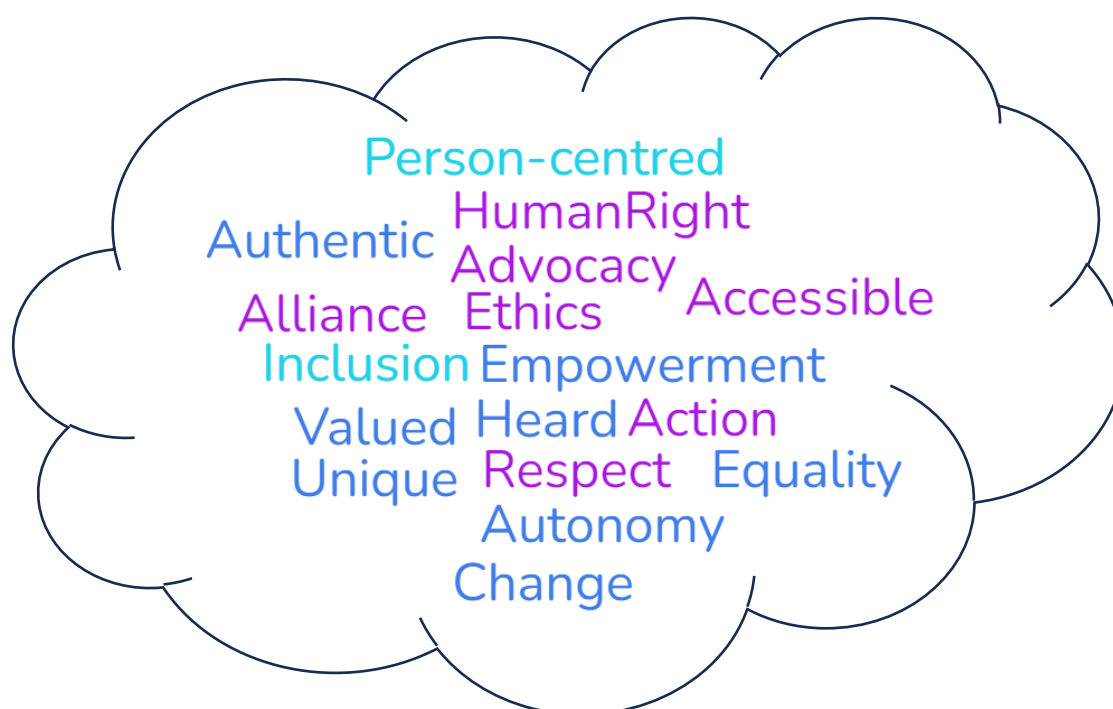 Person-centred
HumanRight
Authentic
Advocacy
Accessible
Alliance Ethics
Inclusion Empowerment
Valued Heard Action
Unique Respect Equality
Autonomy
Change